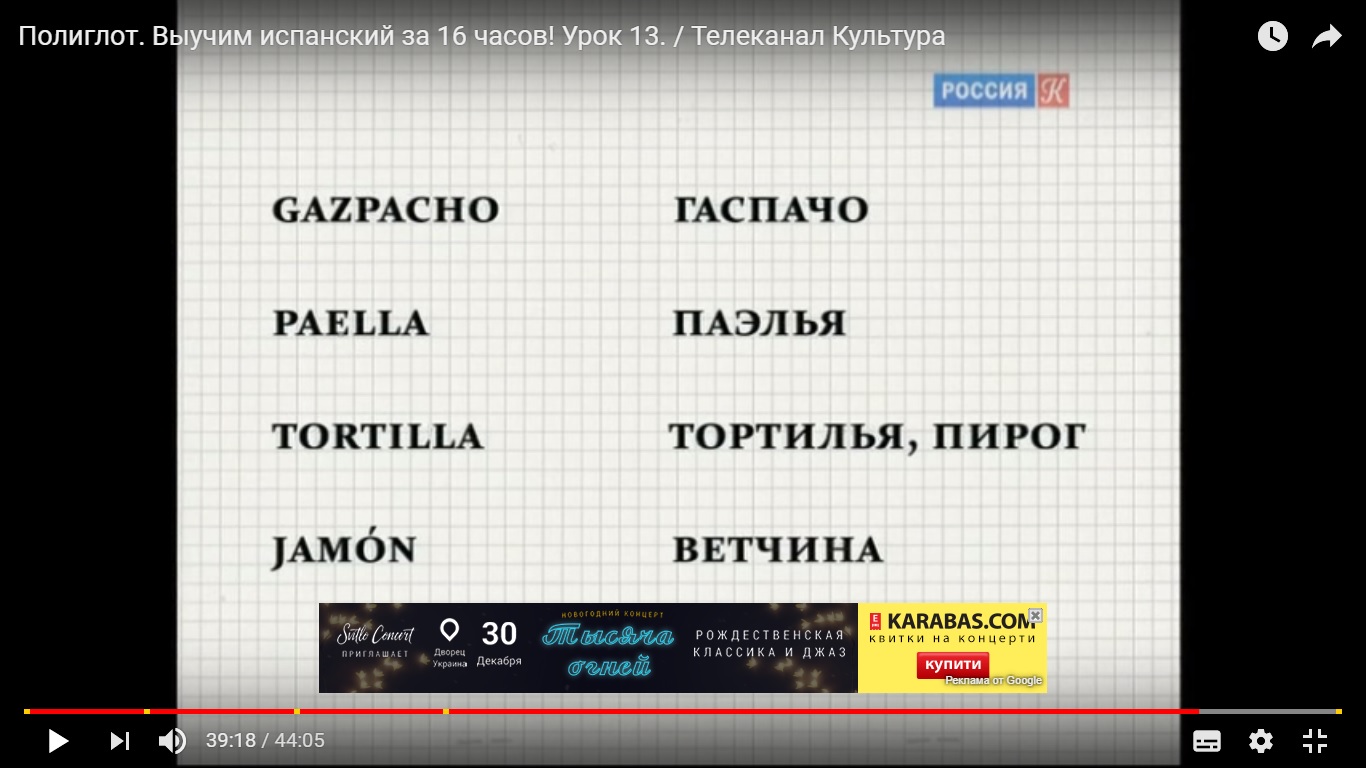 Полиглот. Выучим испанский за 16 часов! Урок 13. / Телеканал Культура
РОССИЯ К
GAZPACHO ГАСПАЧО
PAELLA ПАЭЛЬЯ
TORTILLA ТОРТИЛЬЯ, ПИРОГ
JAMÓN ВЕТЧИНА
НОВОГОДНИЙ КОНЦЕРТ
Concert
ПРИГЛАШАЕТ
Дворец
Украина
30
Декабря
Тысяча
огней
РОЖДЕСТВЕНСКАЯ
КЛАССИКА И ДЖАЗ
KARABAS.COM
квитки на концерти
купити
Реклама от Google
39:18 / 44:05